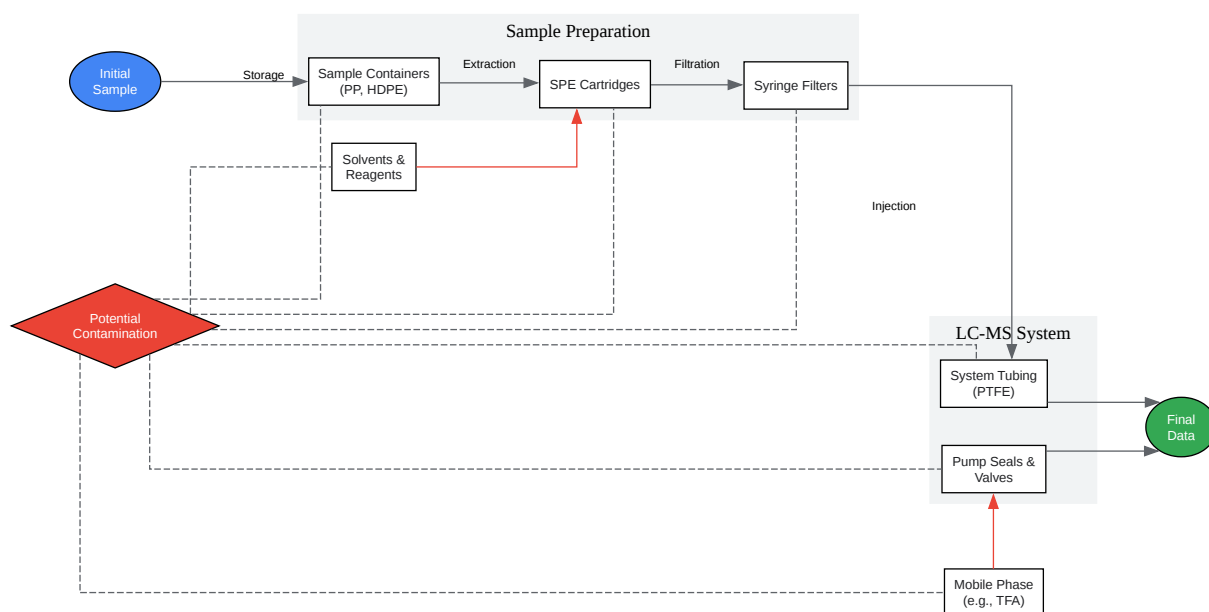 Sample Preparation
Initial
Sample
Storage
Sample Containers
(PP, HDPE)
Extraction
SPE Cartridges
Filtration
Syringe Filters
Solvents &
Reagents
Injection
Potential
Contamination
LC-MS System
System Tubing
(PTFE)
Final
Data
Pump Seals &
Valves
Mobile Phase
(e.g., TFA)